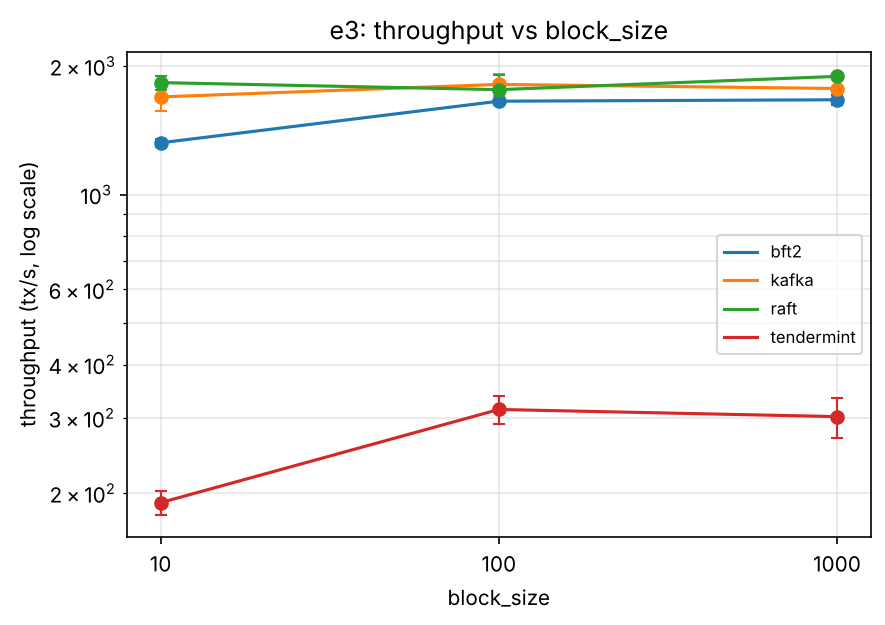 e3: throughput vs block_size
throughput (tx/s, log scale)
2 × 10³
10³
6 × 10²
4 × 10²
3 × 10²
2 × 10²
bft2
kafka
raft
tendermint
10
100
1000
block_size